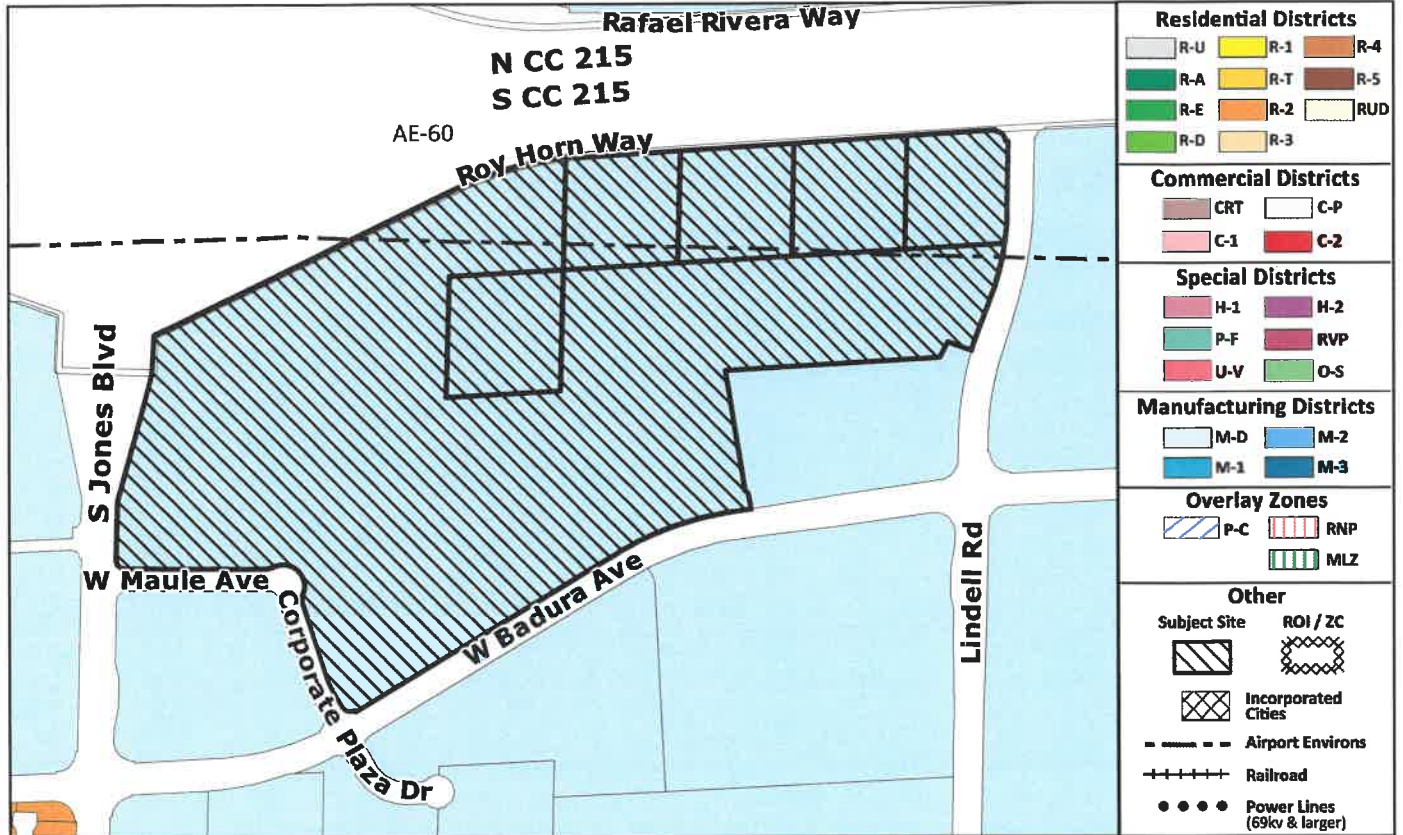 Rafael Rivera Way
N CC 215
S CC 215
AE-60
Roy Horn Way
S Jones Blvd
W Maule Ave
Corporate Plaza Dr
W Badura Ave
Lindell Rd
Residential Districts
R-U R-1 R-4
R-A R-T R-5
R-E R-2 RUD
R-D R-3
Commercial Districts
CRT C-P
C-1 C-2
Special Districts
H-1 H-2
P-F RVP
U-V O-S
Manufacturing Districts
M-D M-2
M-1 M-3
Overlay Zones
P-C RNP
MLZ
Other
Subject Site ROI / ZC
Incorporated
Cities
Airport Environs
Railroad
Power Lines
(69kv & larger)